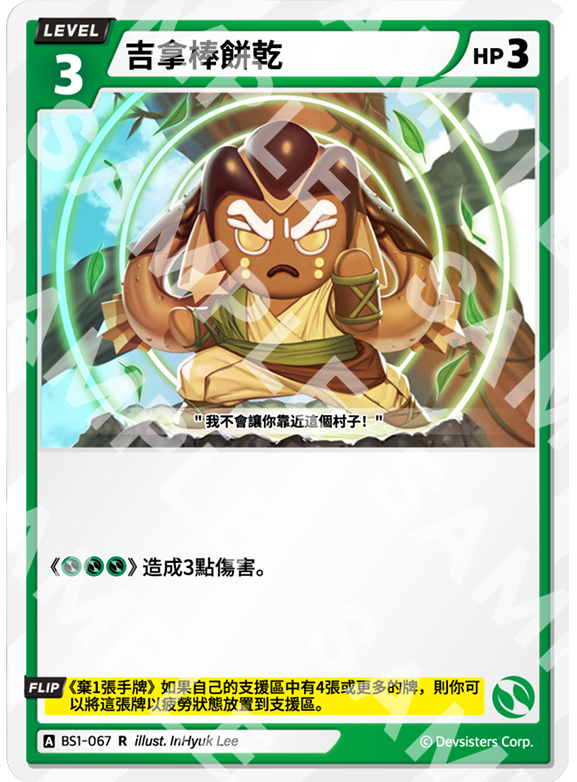 LEVEL
3
吉拿棒餅乾
HP 3
"我不會讓你靠近這個村子！"
《》造成3點傷害。
FLIP 《棄1張手牌》如果自己的支援區中有4張或更多的牌，則你可
以將這張牌以疲勞狀態放置到支援區。
A BS1-067 R illust. InHyuk Lee
© Devsisters Corp.
SAMPLE